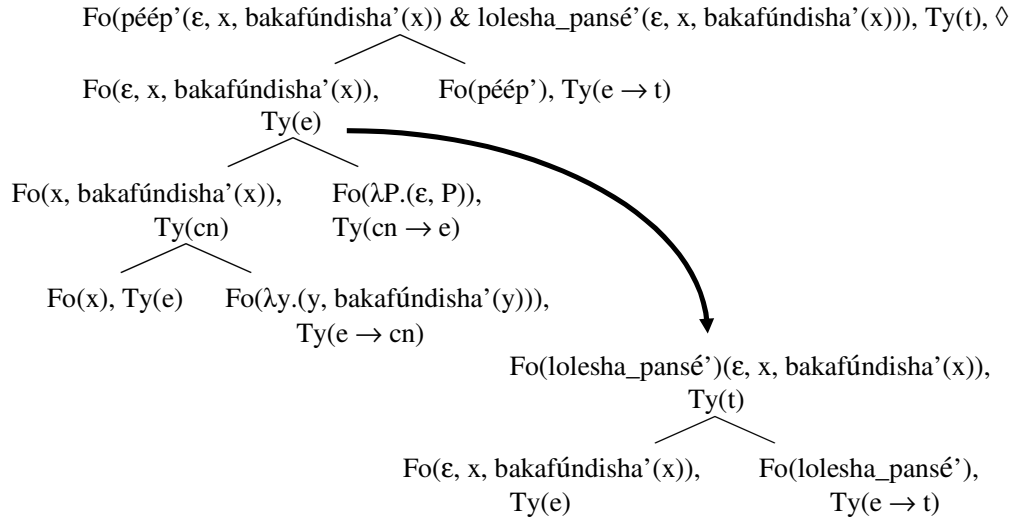 Fo(péép'(ε, x, bakafúndisha'(x)) & lolesha_pansé'(ε, x, bakafúndisha'(x))), Ty(t), ◊
Fo(ε, x, bakafúndisha'(x)), Fo(péép'), Ty(e → t)
Ty(e)
Fo(x, bakafúndisha'(x)), Fo(λP.(ε, P)),
Ty(cn) Ty(cn → e)
Fo(x), Ty(e) Fo(λy.(y, bakafúndisha'(y))),
Ty(e → cn)
Fo(lolesha_pansé')(ε, x, bakafúndisha'(x)),
Ty(t)
Fo(ε, x, bakafúndisha'(x)), Fo(lolesha_pansé'),
Ty(e) Ty(e → t)